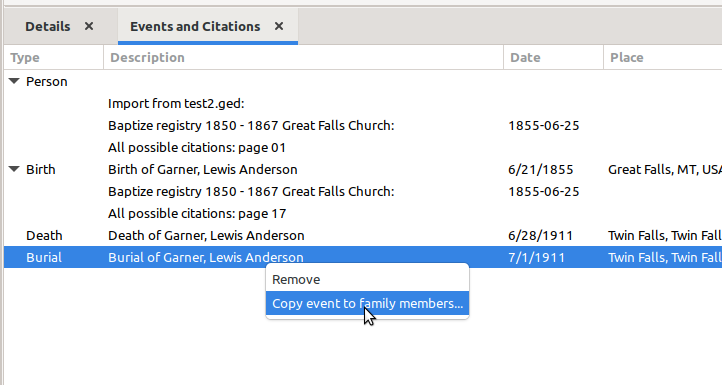 Details × Events and Citations ×
Type Description Date Place
Person
Import from test2.ged:
Baptize registry 1850 - 1867 Great Falls Church: 1855-06-25
All possible citations: page 01
Birth Birth of Garner, Lewis Anderson 6/21/1855 Great Falls, MT, USA
Baptize registry 1850 - 1867 Great Falls Church: 1855-06-25
All possible citations: page 17
Death Death of Garner, Lewis Anderson 6/28/1911 Twin Falls, Twin Fall
Burial Burial of Garner, Lewis Anderson 7/1/1911 Twin Falls, Twin Fall
Remove
Copy event to family members...